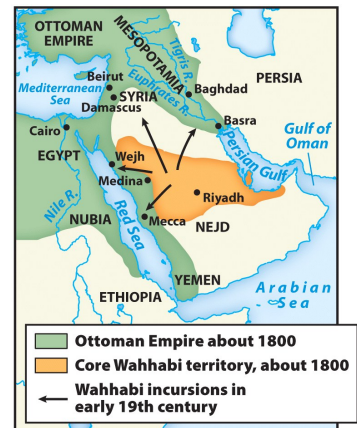 OTTOMAN
EMPIRE
MESOPOTAMIA
Tigris R.
Euphrates R.
Beirut
Baghdad
PERSIA
Mediterranean
Sea
SYRIA
Damascus
Cairo
Basra
Gulf of
Oman
EGYPT
Wejh
Persian Gulf
Medina
Riyadh
Nile R.
NUBIA
Red Sea
Mecca
NEJD
YEMEN
Arabian
Sea
ETHIOPIA
Ottoman Empire about 1800
Core Wahhabi territory, about 1800
Wahhabi incursions in
early 19th century